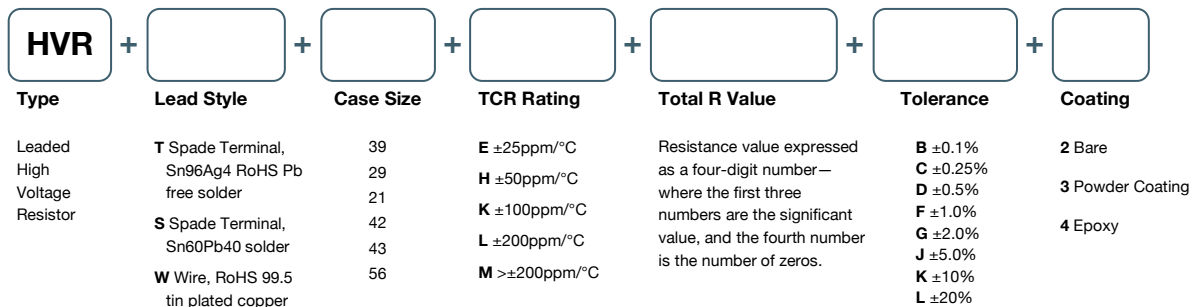 HVR + + + + + +
Type
Leaded
High
Voltage
Resistor
Lead Style
T Spade Terminal,
Sn96Ag4 RoHS Pb
free solder
S Spade Terminal,
Sn60Pb40 solder
W Wire, RoHS 99.5
tin plated copper
Case Size
39
29
21
42
43
56
TCR Rating
E ±25ppm/°C
H ±50ppm/°C
K ±100ppm/°C
L ±200ppm/°C
M >±200ppm/°C
Total R Value
Resistance value expressed
as a four-digit number—
where the first three
numbers are the significant
value, and the fourth number
is the number of zeros.
Tolerance
B ±0.1%
C ±0.25%
D ±0.5%
F ±1.0%
G ±2.0%
J ±5.0%
K ±10%
L ±20%
Coating
2 Bare
3 Powder Coating
4 Epoxy